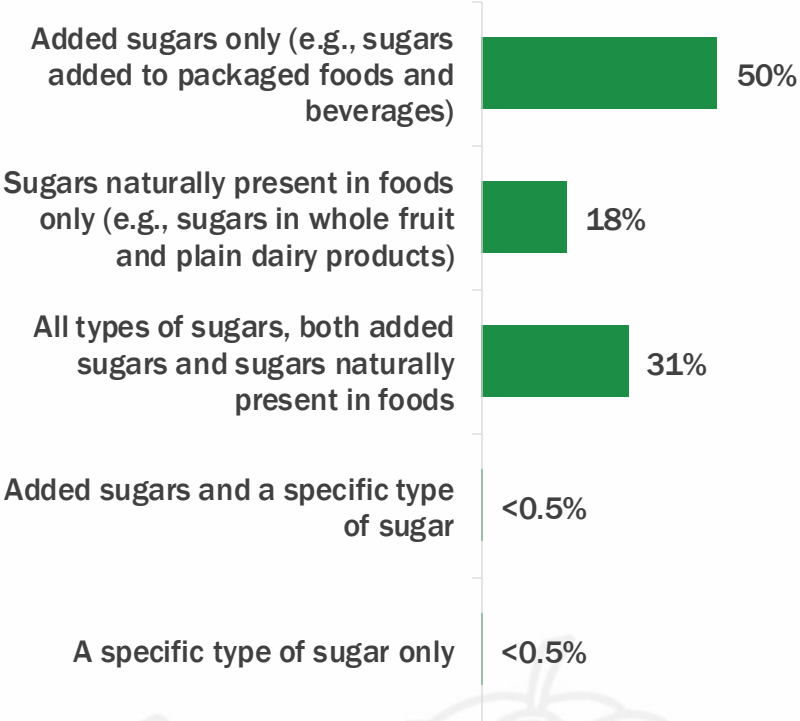 Added sugars only (e.g., sugars
added to packaged foods and
beverages)
50%
Sugars naturally present in foods
only (e.g., sugars in whole fruit
and plain dairy products)
18%
All types of sugars, both added
sugars and sugars naturally
present in foods
31%
Added sugars and a specific type
of sugar
<0.5%
A specific type of sugar only
<0.5%